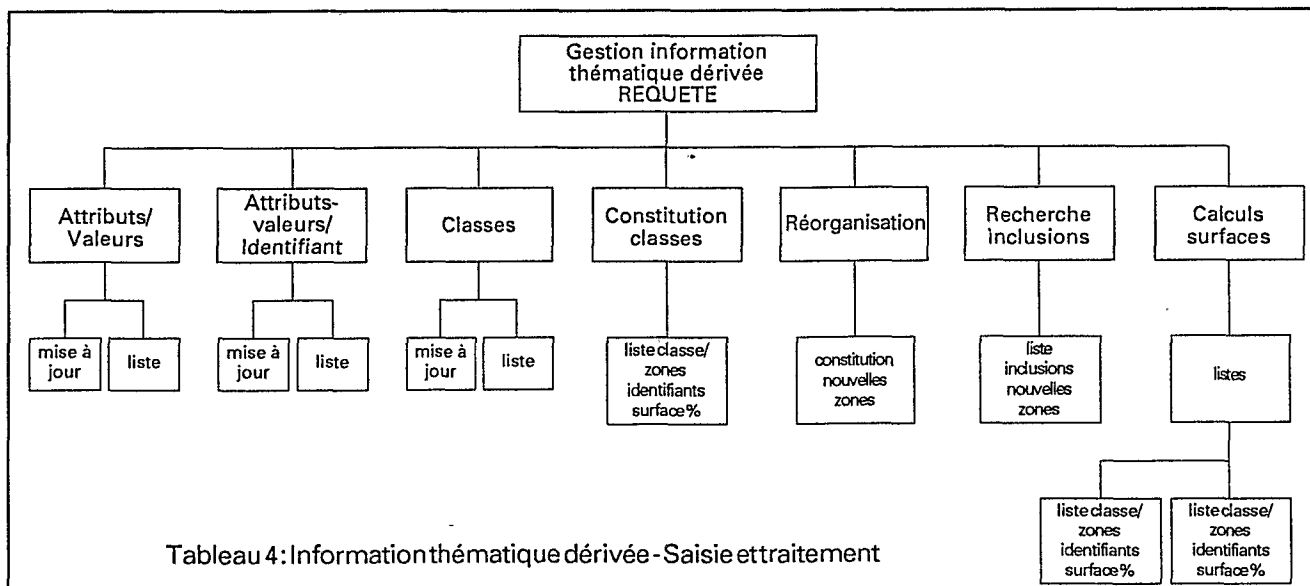 Gestion information
thématique dérivée
REQUETE
Attributs/
Valeurs
Attributs-
valeurs/
Identifiant
Classes
Constitution
classes
Réorganisation
Recherche
inclusions
Calculs
surfaces
mise à
jour
liste
mise à
jour
liste
mise à
jour
liste
liste classe/
zones
identifiants
surface%
constitution
nouvelles
zones
liste
inclusions
nouvelles
zones
listes
liste classe/
zones
identifiants
surface%
liste classe/
zones
identifiants
surface%
Tableau 4: Information thématique dérivée - Saisie et traitement